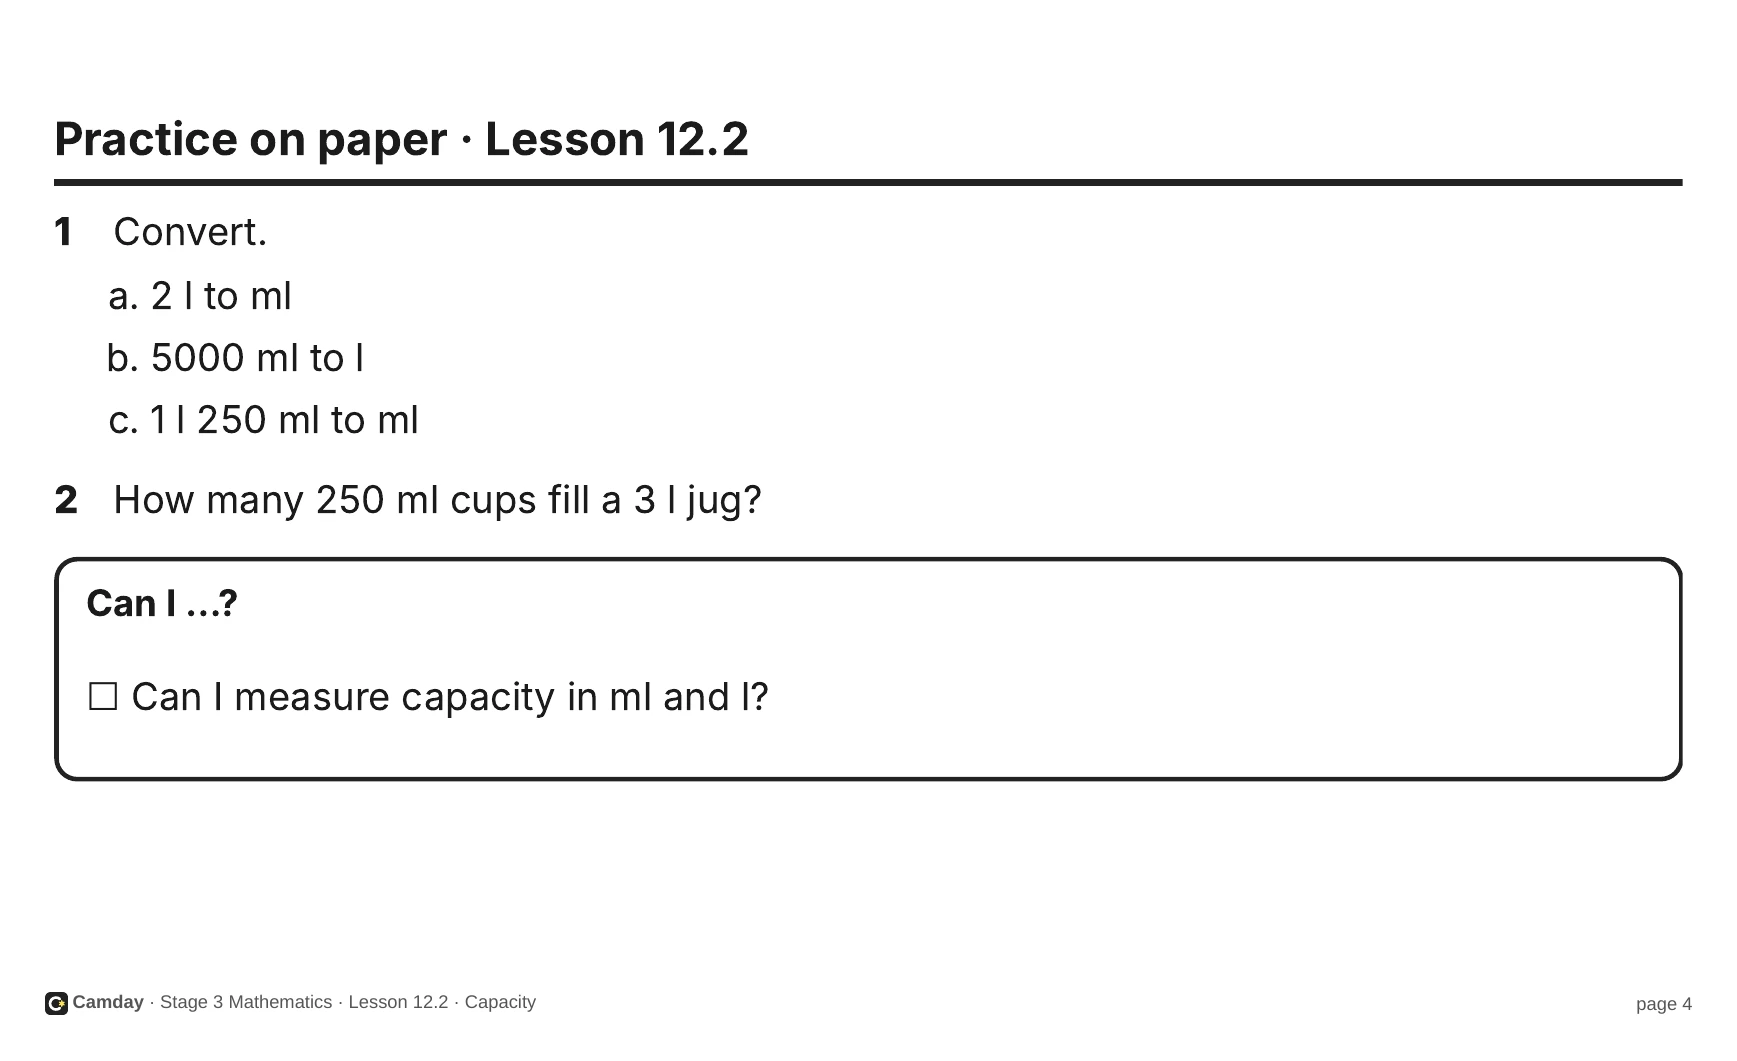 Practice on paper · Lesson 12.2
1 Convert.
a. 2 l to ml
b. 5000 ml to l
c. 1 l 250 ml to ml
2 How many 250 ml cups fill a 3 l jug?
Can I ...?
☐ Can I measure capacity in ml and l?
Camday · Stage 3 Mathematics · Lesson 12.2 · Capacity
page 4